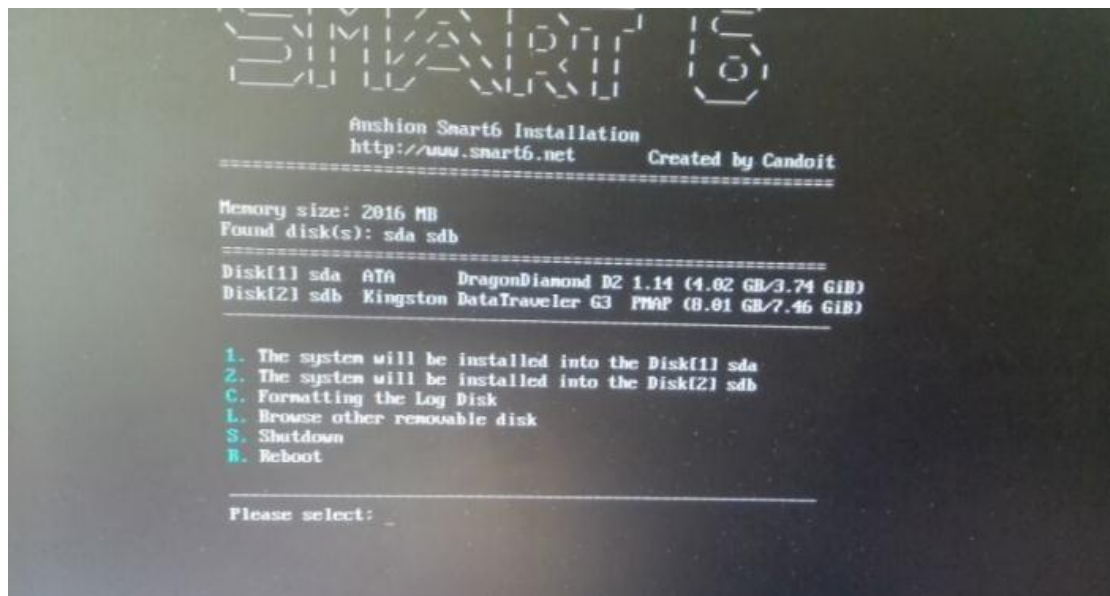 SMART 6
Anshion Smart6 Installation
http://www.smart6.net Created by Candoit
Memory size: 2016 MB
Found disk(s): sda sdb
Disk[1] sda ATA DragonDiamond D2 1.14 (4.02 GB/3.74 GiB)
Disk[2] sdb Kingston DataTraveler G3 PMAP (8.01 GB/7.46 GiB)
1. The system will be installed into the Disk[1] sda
2. The system will be installed into the Disk[2] sdb
C. Formatting the Log Disk
L. Browse other removable disk
S. Shutdown
R. Reboot
Please select: _